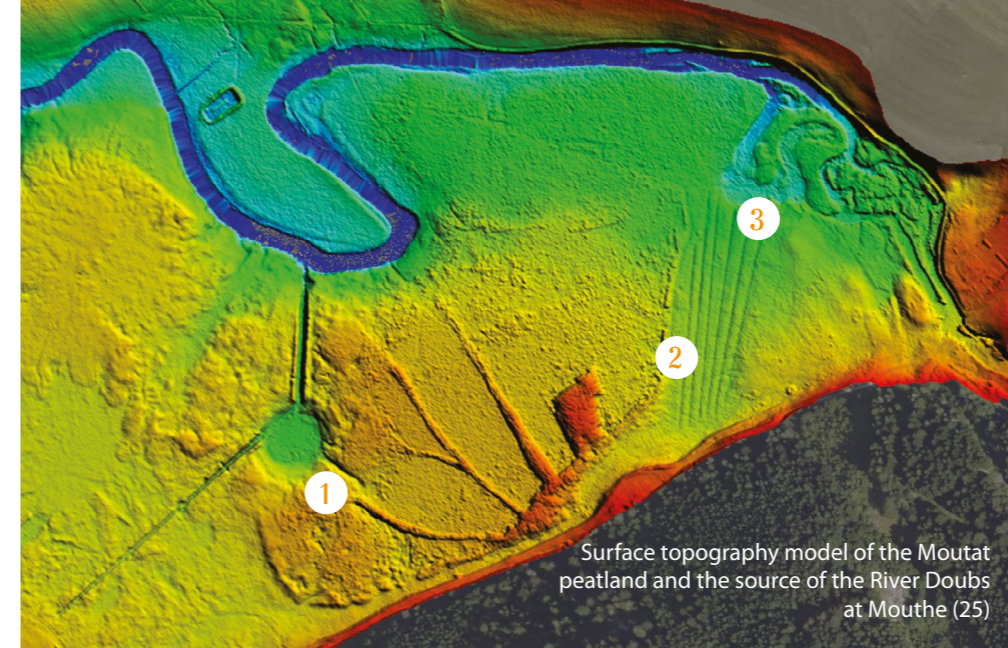 3
2
1
Surface topography model of the Moutat
peatland and the source of the River Doubs
at Mouthe (25)